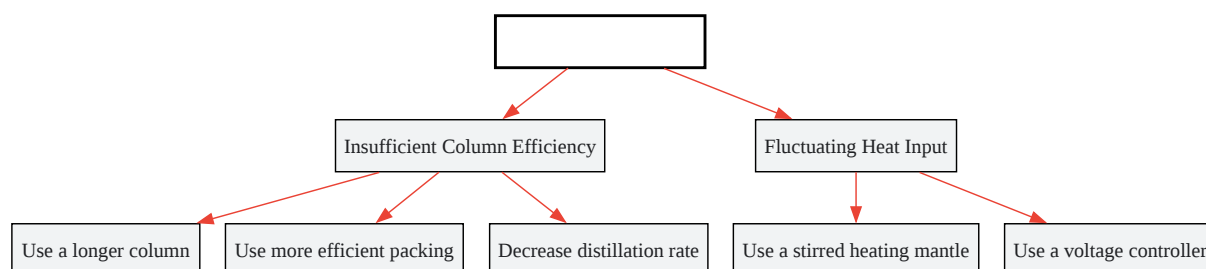 Insufficient Column Efficiency
Fluctuating Heat Input
Use a longer column
Use more efficient packing
Decrease distillation rate
Use a stirred heating mantle
Use a voltage controller